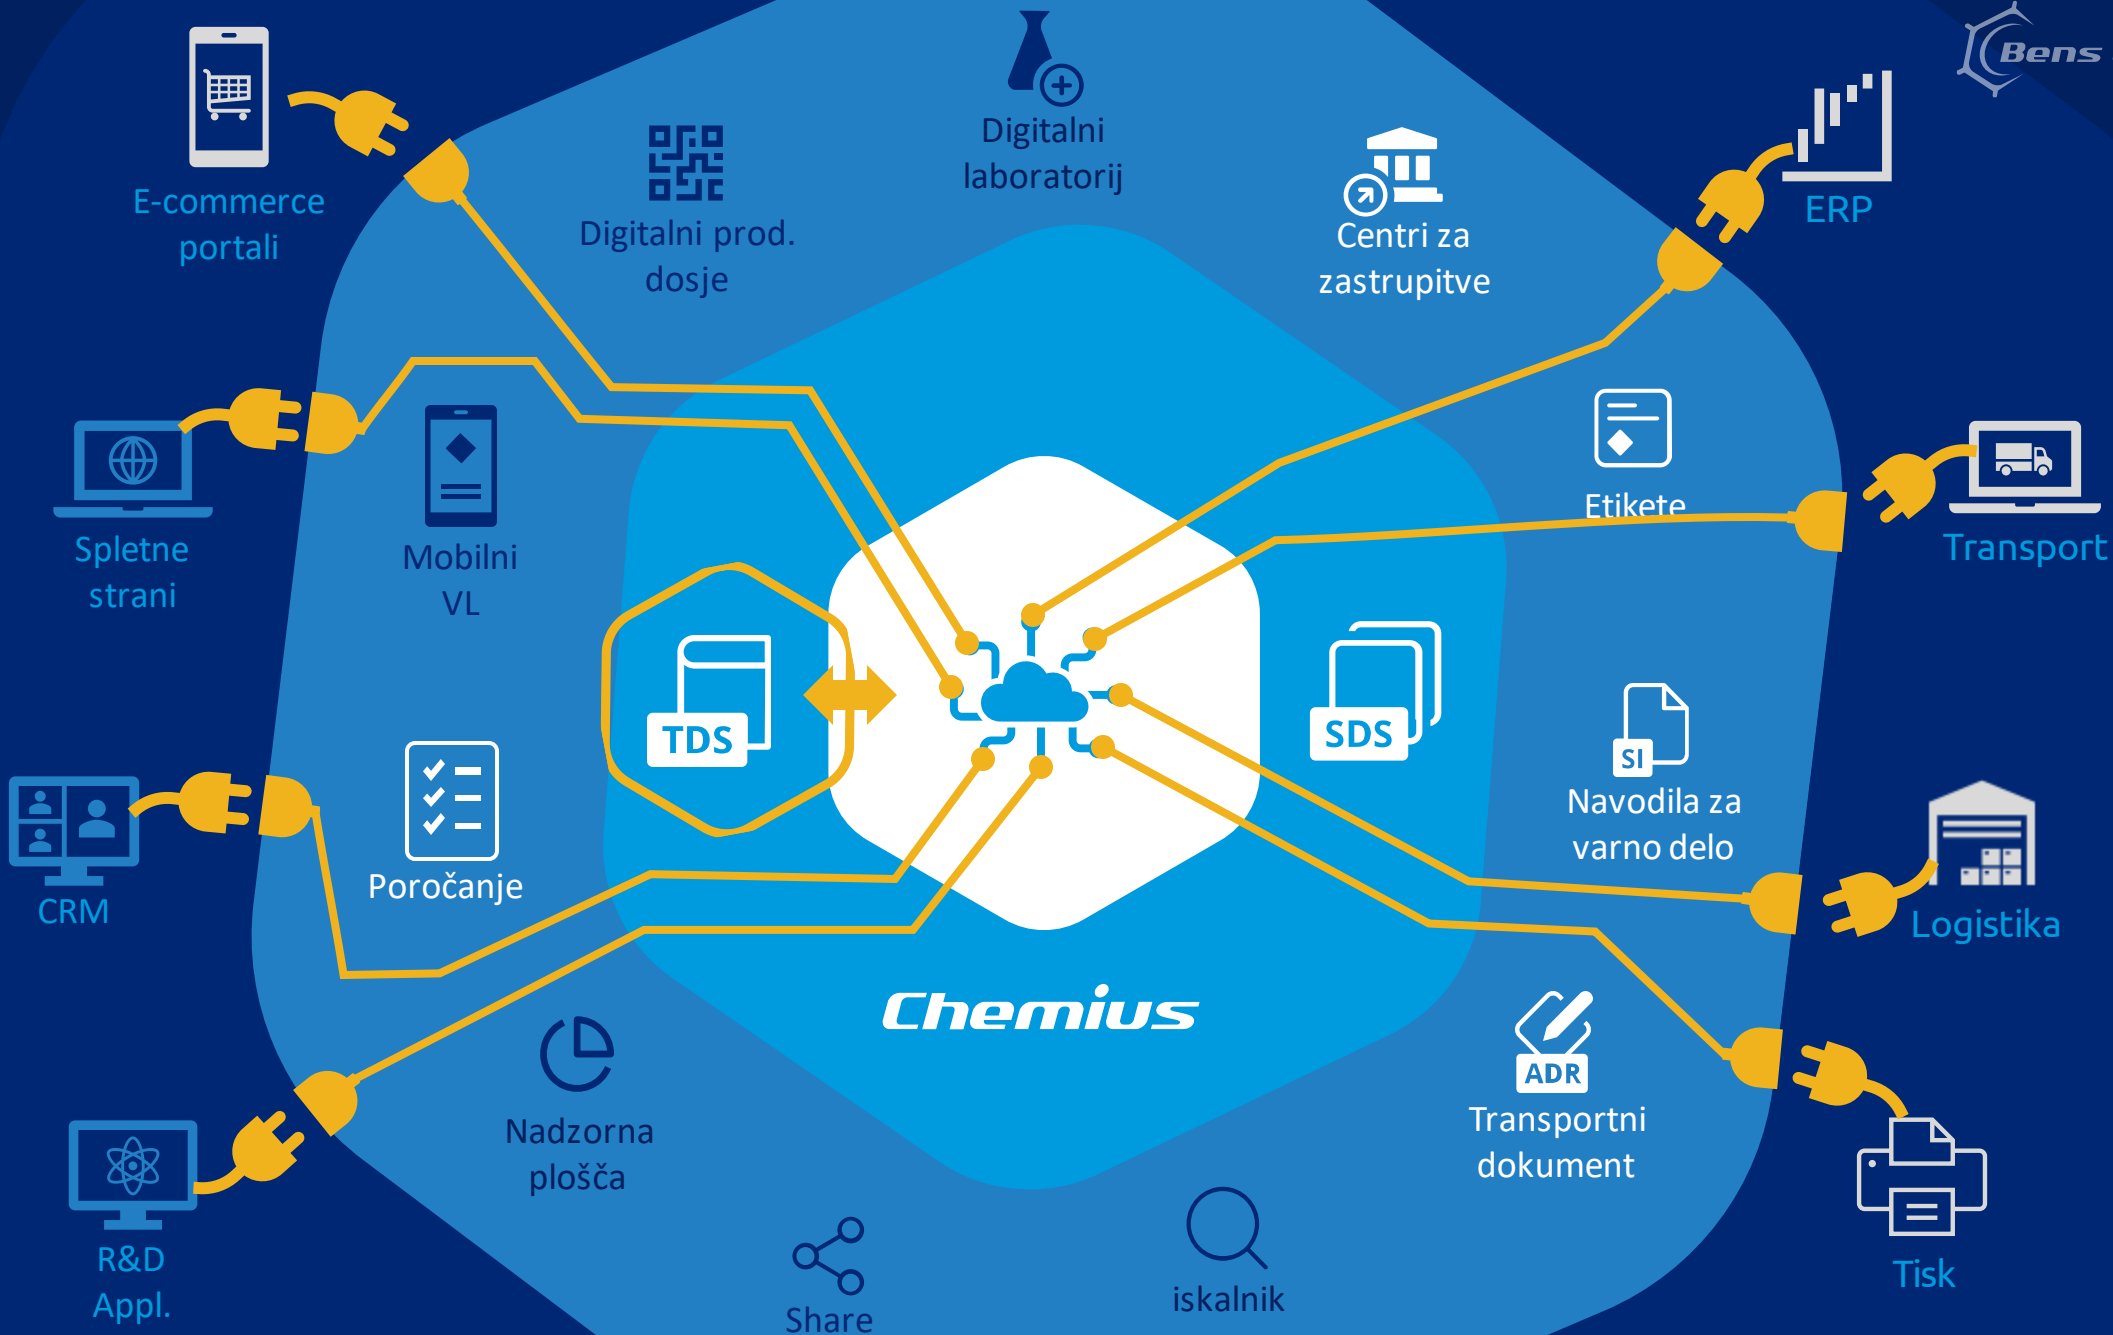 Bens
Digitalni
laboratorij
E-commerce
portali
Digitalni prod.
dosje
Centri za
zastrupitve
ERP
Etikete
Spletne
strani
Mobilni
VL
Transport
TDS
SDS
SI
Navodila za
varno delo
Poročanje
CRM
Logistika
Chemius
ADR
Transportni
dokument
Nadzorna
plošča
R&D
Appl.
Share
iskalnik
Tisk